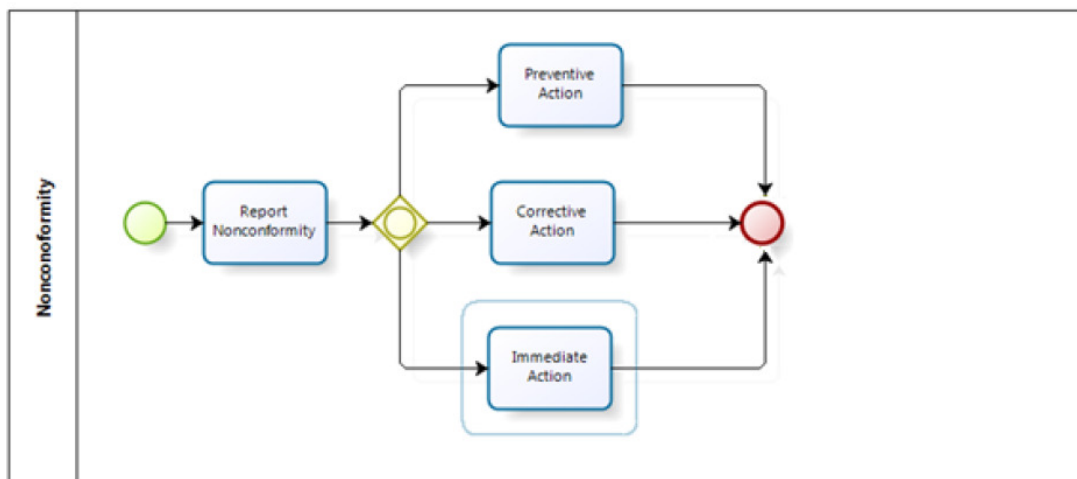 Nonconoformity
Report
Nonconformity
Preventive
Action
Corrective
Action
Immediate
Action